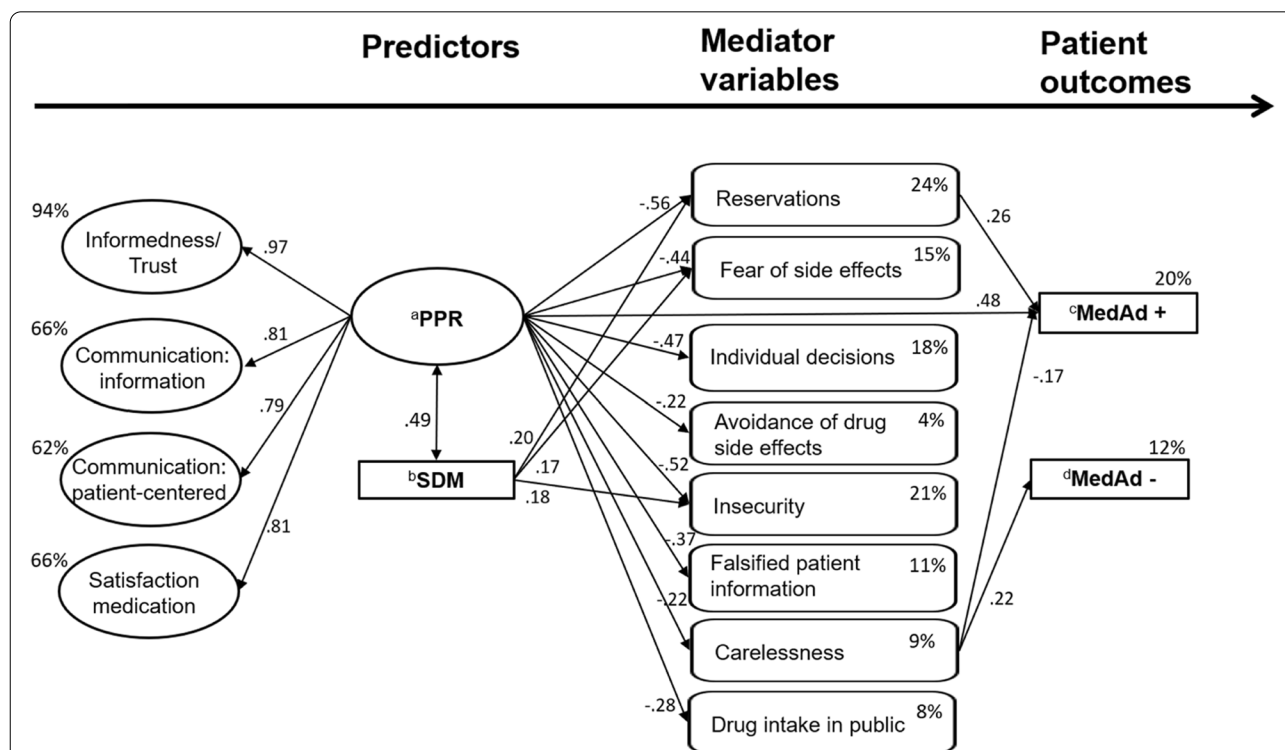 Predictors
Mediator
variables
Patient
outcomes
94%
Informedness/
Trust
.97
66%
Communication:
information
.81
62%
Communication:
patient-centered
.79
66%
Satisfaction
medication
.81
aPPR
.49
bSDM
.20
.17
.18
-.56
-.44
-.47
-.22
-.52
-.37
-.22
-.28
Reservations
24%
Fear of side effects
15%
Individual decisions
18%
Avoidance of drug
side effects
4%
Insecurity
21%
Falsified patient
information
11%
Carelessness
9%
Drug intake in public
8%
.26
.48
-.17
.22
20%
cMedAd +
12%
dMedAd -